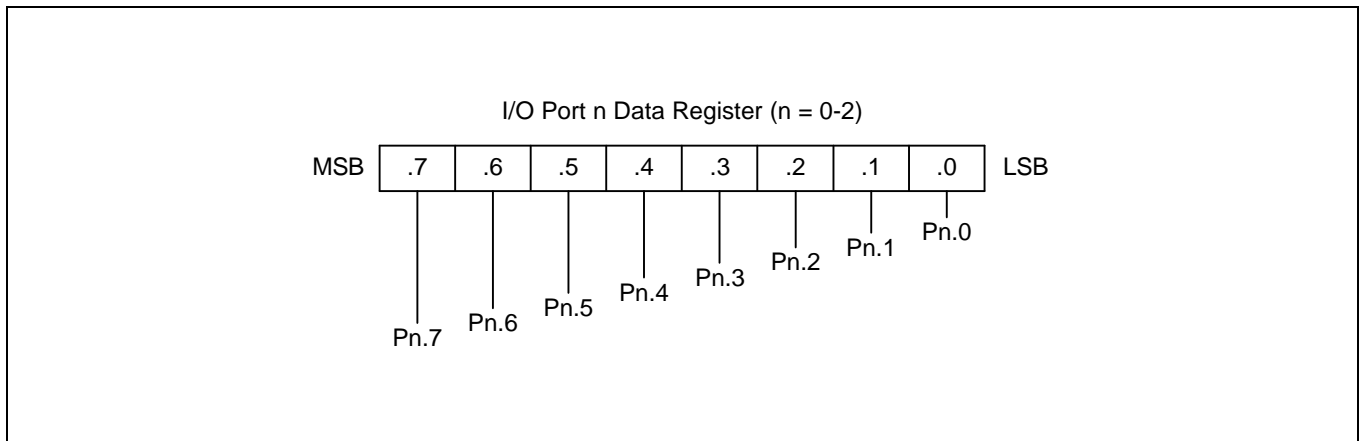 I/O Port n Data Register (n = 0-2)
MSB .7 .6 .5 .4 .3 .2 .1 .0 LSB
Pn.7 Pn.6 Pn.5 Pn.4 Pn.3 Pn.2 Pn.1 Pn.0